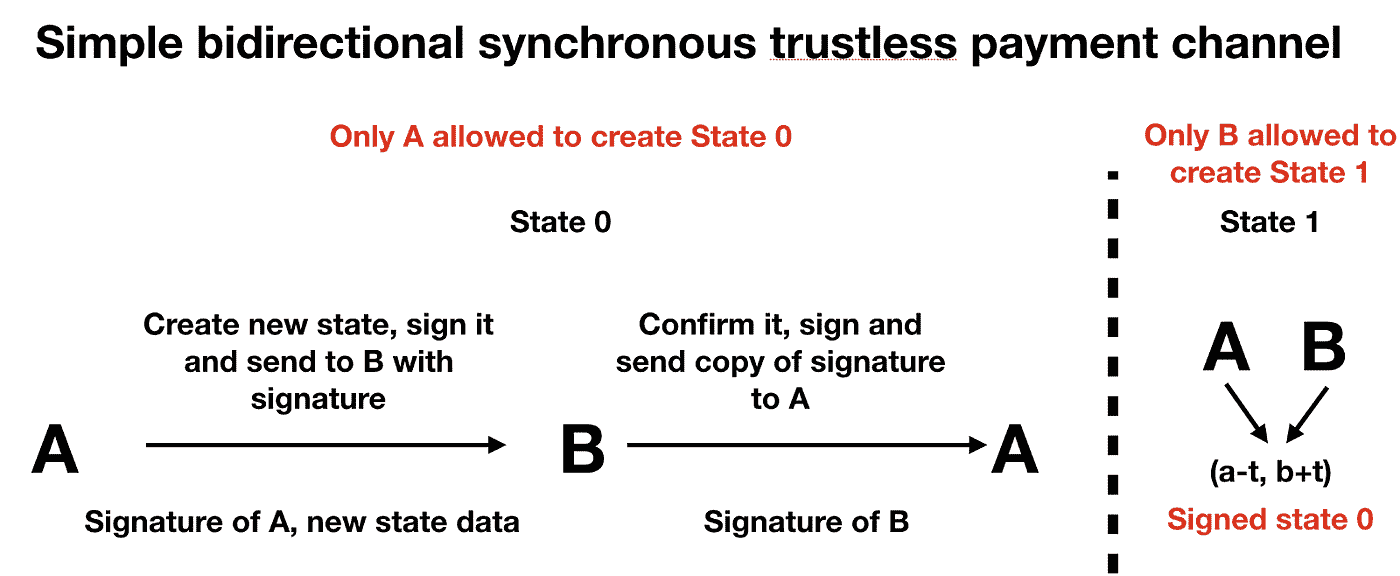 Simple bidirectional synchronous trustless payment channel
Only A allowed to create State 0
State 0
Create new state, sign it
and send to B with
signature
Confirm it, sign and
send copy of signature
to A
A
B
A
Signature of A, new state data
Signature of B
Only B allowed to
create State 1
State 1
A B
(a-t, b+t)
Signed state 0